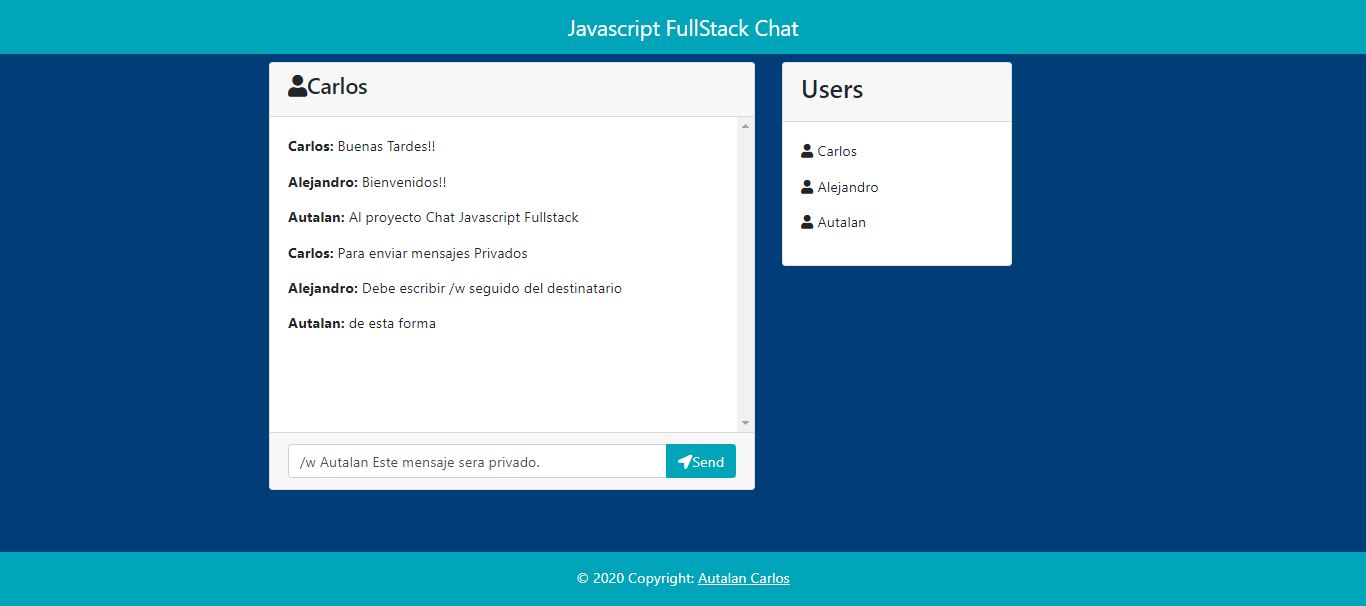 Javascript FullStack Chat
Carlos
Carlos: Buenas Tardes!!
Alejandro: Bienvenidos!!
Autalan: Al proyecto Chat Javascript Fullstack
Carlos: Para enviar mensajes Privados
Alejandro: Debe escribir /w seguido del destinatario
Autalan: de esta forma
/w Autalan Este mensaje sera privado.
Send
Users
Carlos
Alejandro
Autalan
© 2020 Copyright: Autalan Carlos